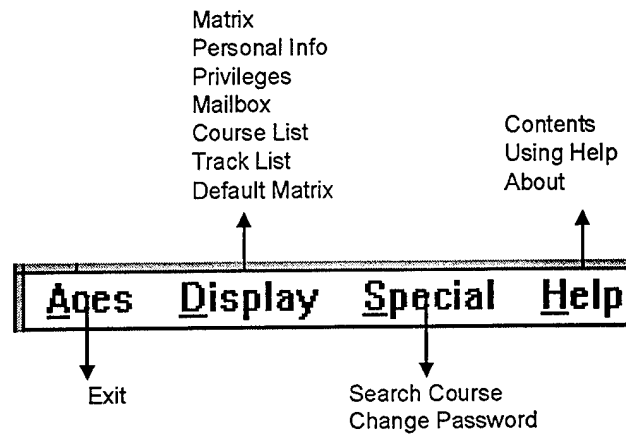 Matrix
Personal Info
Privileges
Mailbox
Course List
Track List
Default Matrix
Contents
Using Help
About
Aces Display Special Help
Exit
Search Course
Change Password